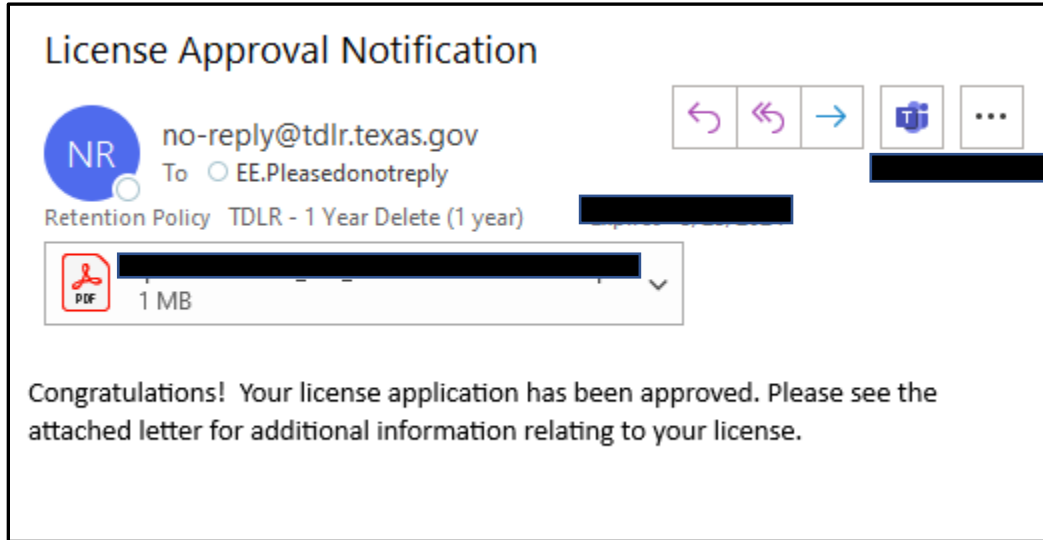 License Approval Notification
NR
no-reply@tdlr.texas.gov
To EE.Pleasedonotreply
Retention Policy TDLR - 1 Year Delete (1 year)
PDF
1 MB
Congratulations! Your license application has been approved. Please see the
attached letter for additional information relating to your license.